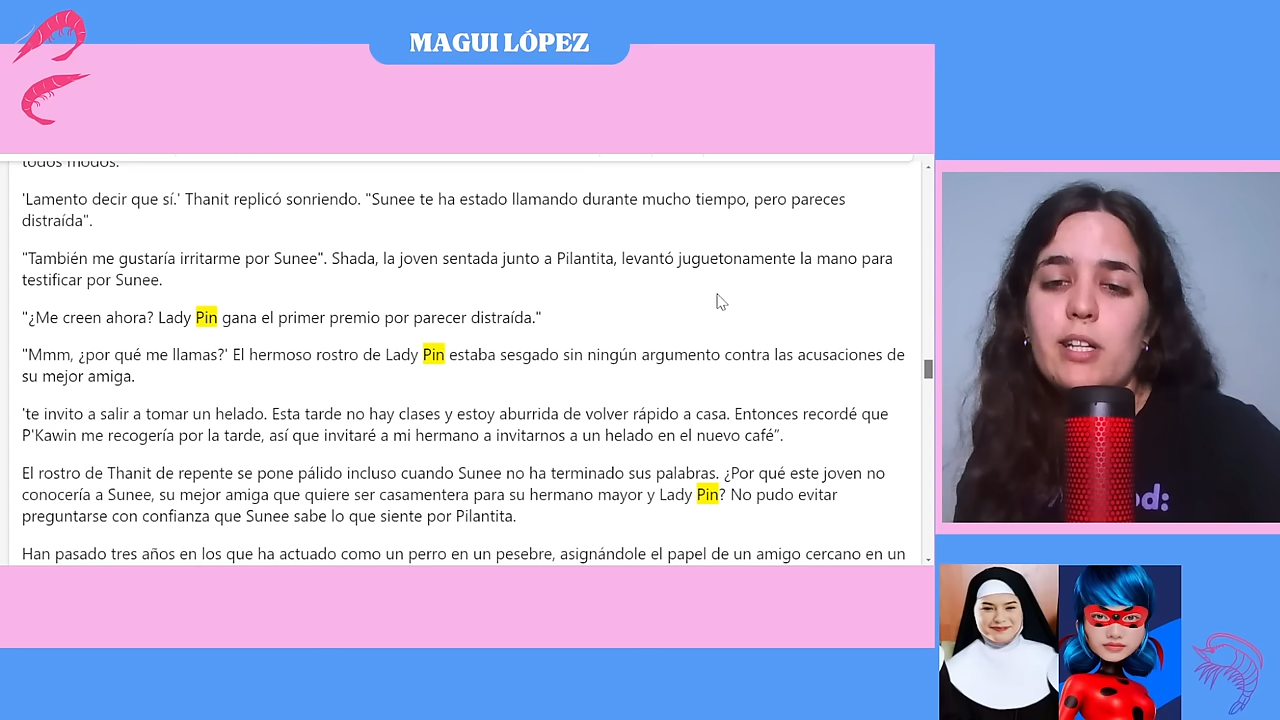 MAGUI LÓPEZ
todos modos.
'Lamento decir que sí.' Thanit replicó sonriendo. "Sunee te ha estado llamando durante mucho tiempo, pero pareces
distraída".
"También me gustaría irritarme por Sunee". Shada, la joven sentada junto a Pilantita, levantó juguetonamente la mano para
testificar por Sunee.
"¿Me creen ahora? Lady Pin gana el primer premio por parecer distraída."
"Mmm, ¿por qué me llamas?' El hermoso rostro de Lady Pin estaba sesgado sin ningún argumento contra las acusaciones de
su mejor amiga.
'te invito a salir a tomar un helado. Esta tarde no hay clases y estoy aburrida de volver rápido a casa. Entonces recordé que
P'Kawin me recogería por la tarde, así que invitaré a mi hermano a invitarnos a un helado en el nuevo café”.
El rostro de Thanit de repente se pone pálido incluso cuando Sunee no ha terminado sus palabras. ¿Por qué este joven no
conocería a Sunee, su mejor amiga que quiere ser casamentera para su hermano mayor y Lady Pin? No pudo evitar
preguntarse con confianza que Sunee sabe lo que siente por Pilantita.
Han pasado tres años en los que ha actuado como un perro en un pesebre, asignándole el papel de un amigo cercano en un